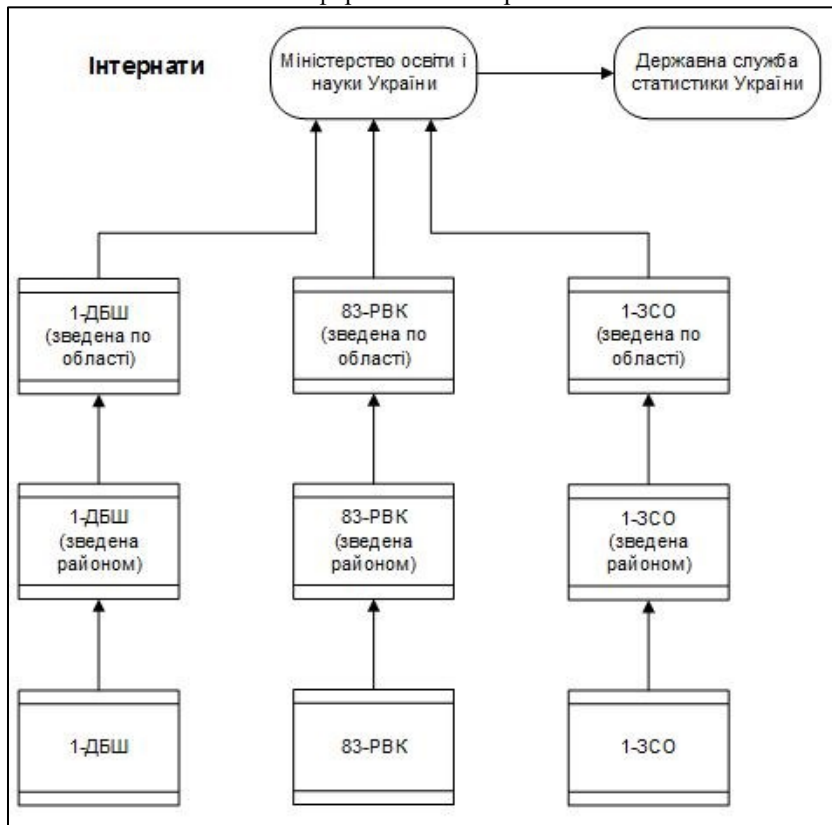 Інтернати
Міністерство освіти і
науки України
Державна служба
статистики України
1-ДБШ
(зведена по
області)
83-РВК
(зведена по
області)
1-ЗСО
(зведена по
області)
1-ДБШ
(зведена
районом)
83-РВК
(зведена
районом)
1-ЗСО
(зведена
районом)
1-ДБШ
83-РВК
1-ЗСО